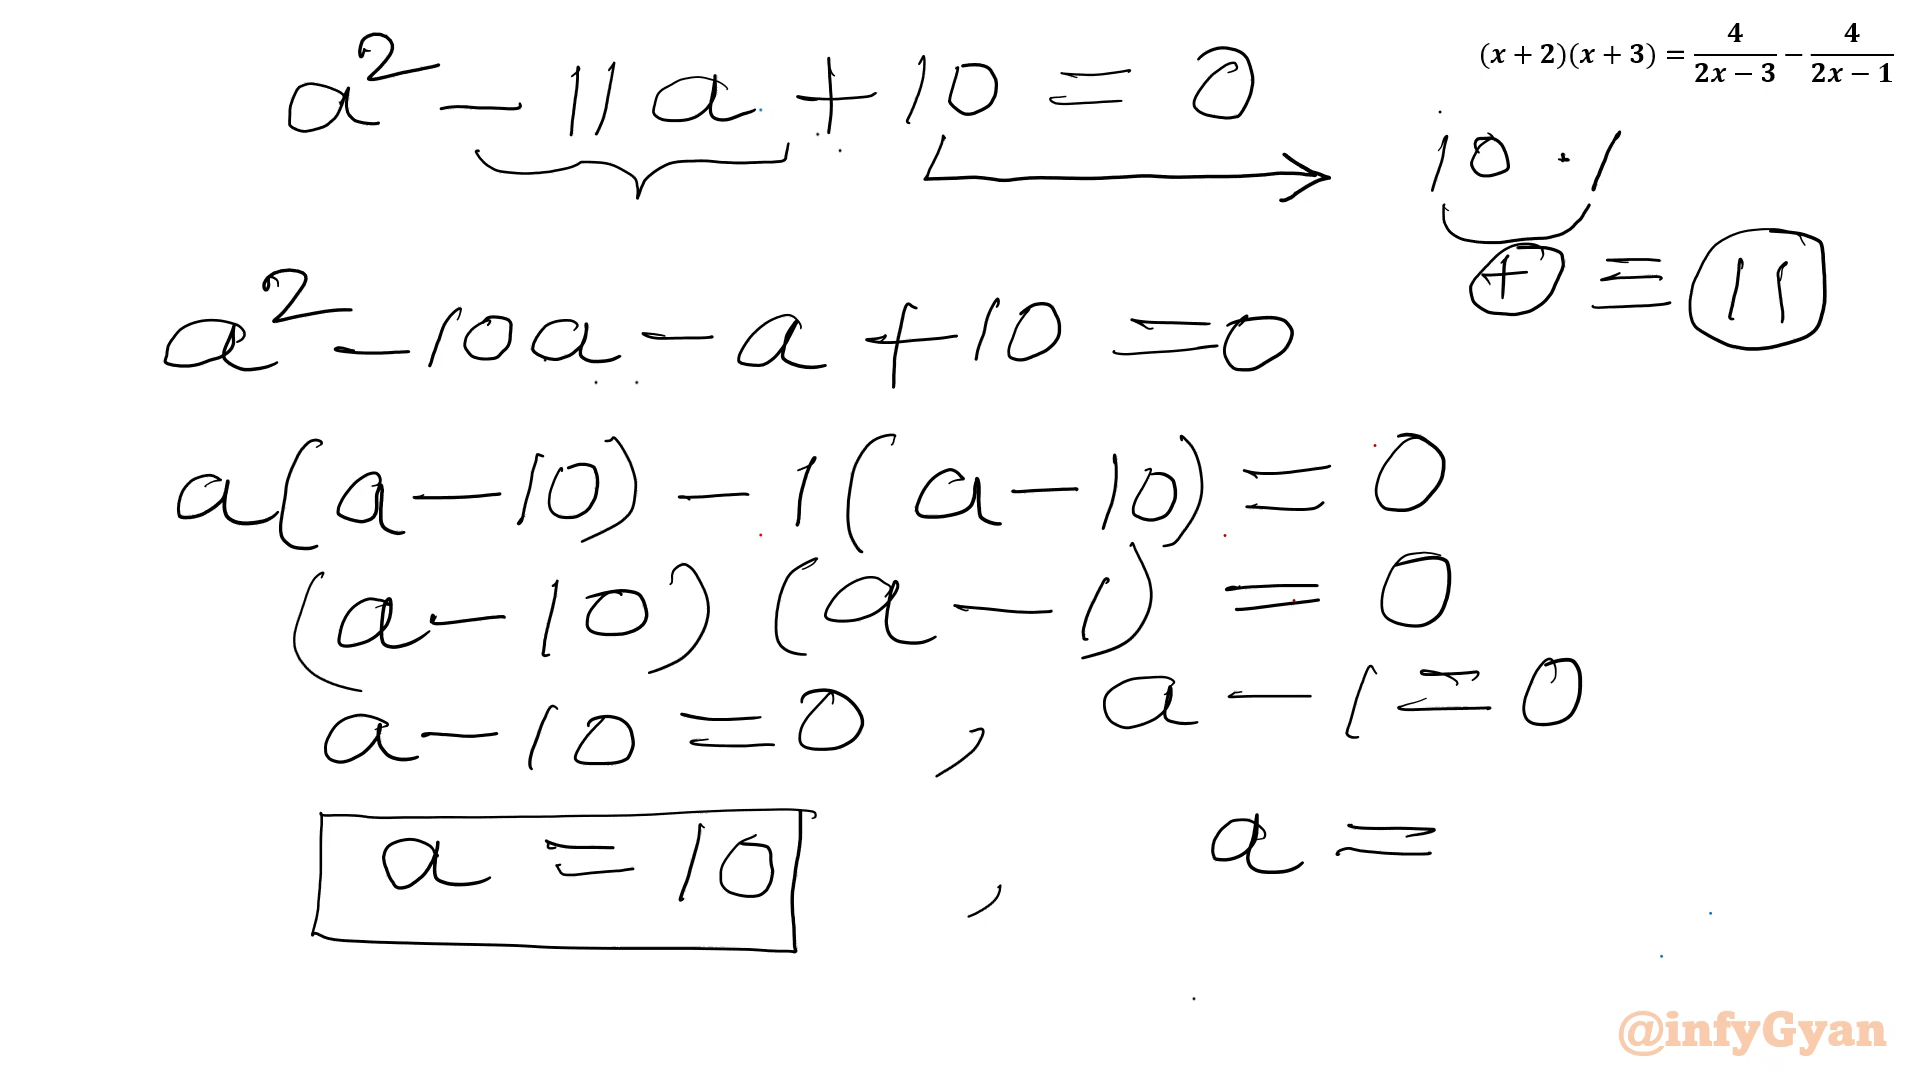 (x + 2)(x + 3) = 4/(2x − 3) − 4/(2x − 1)
a² − 11a + 10 = 0
10 · 1
+ = 11
a² − 10a − a + 10 = 0
a(a − 10) − 1(a − 10) = 0
(a − 10) (a − 1) = 0
a − 10 = 0 , a − 1 = 0
a = 10 , a =
@infyGyan